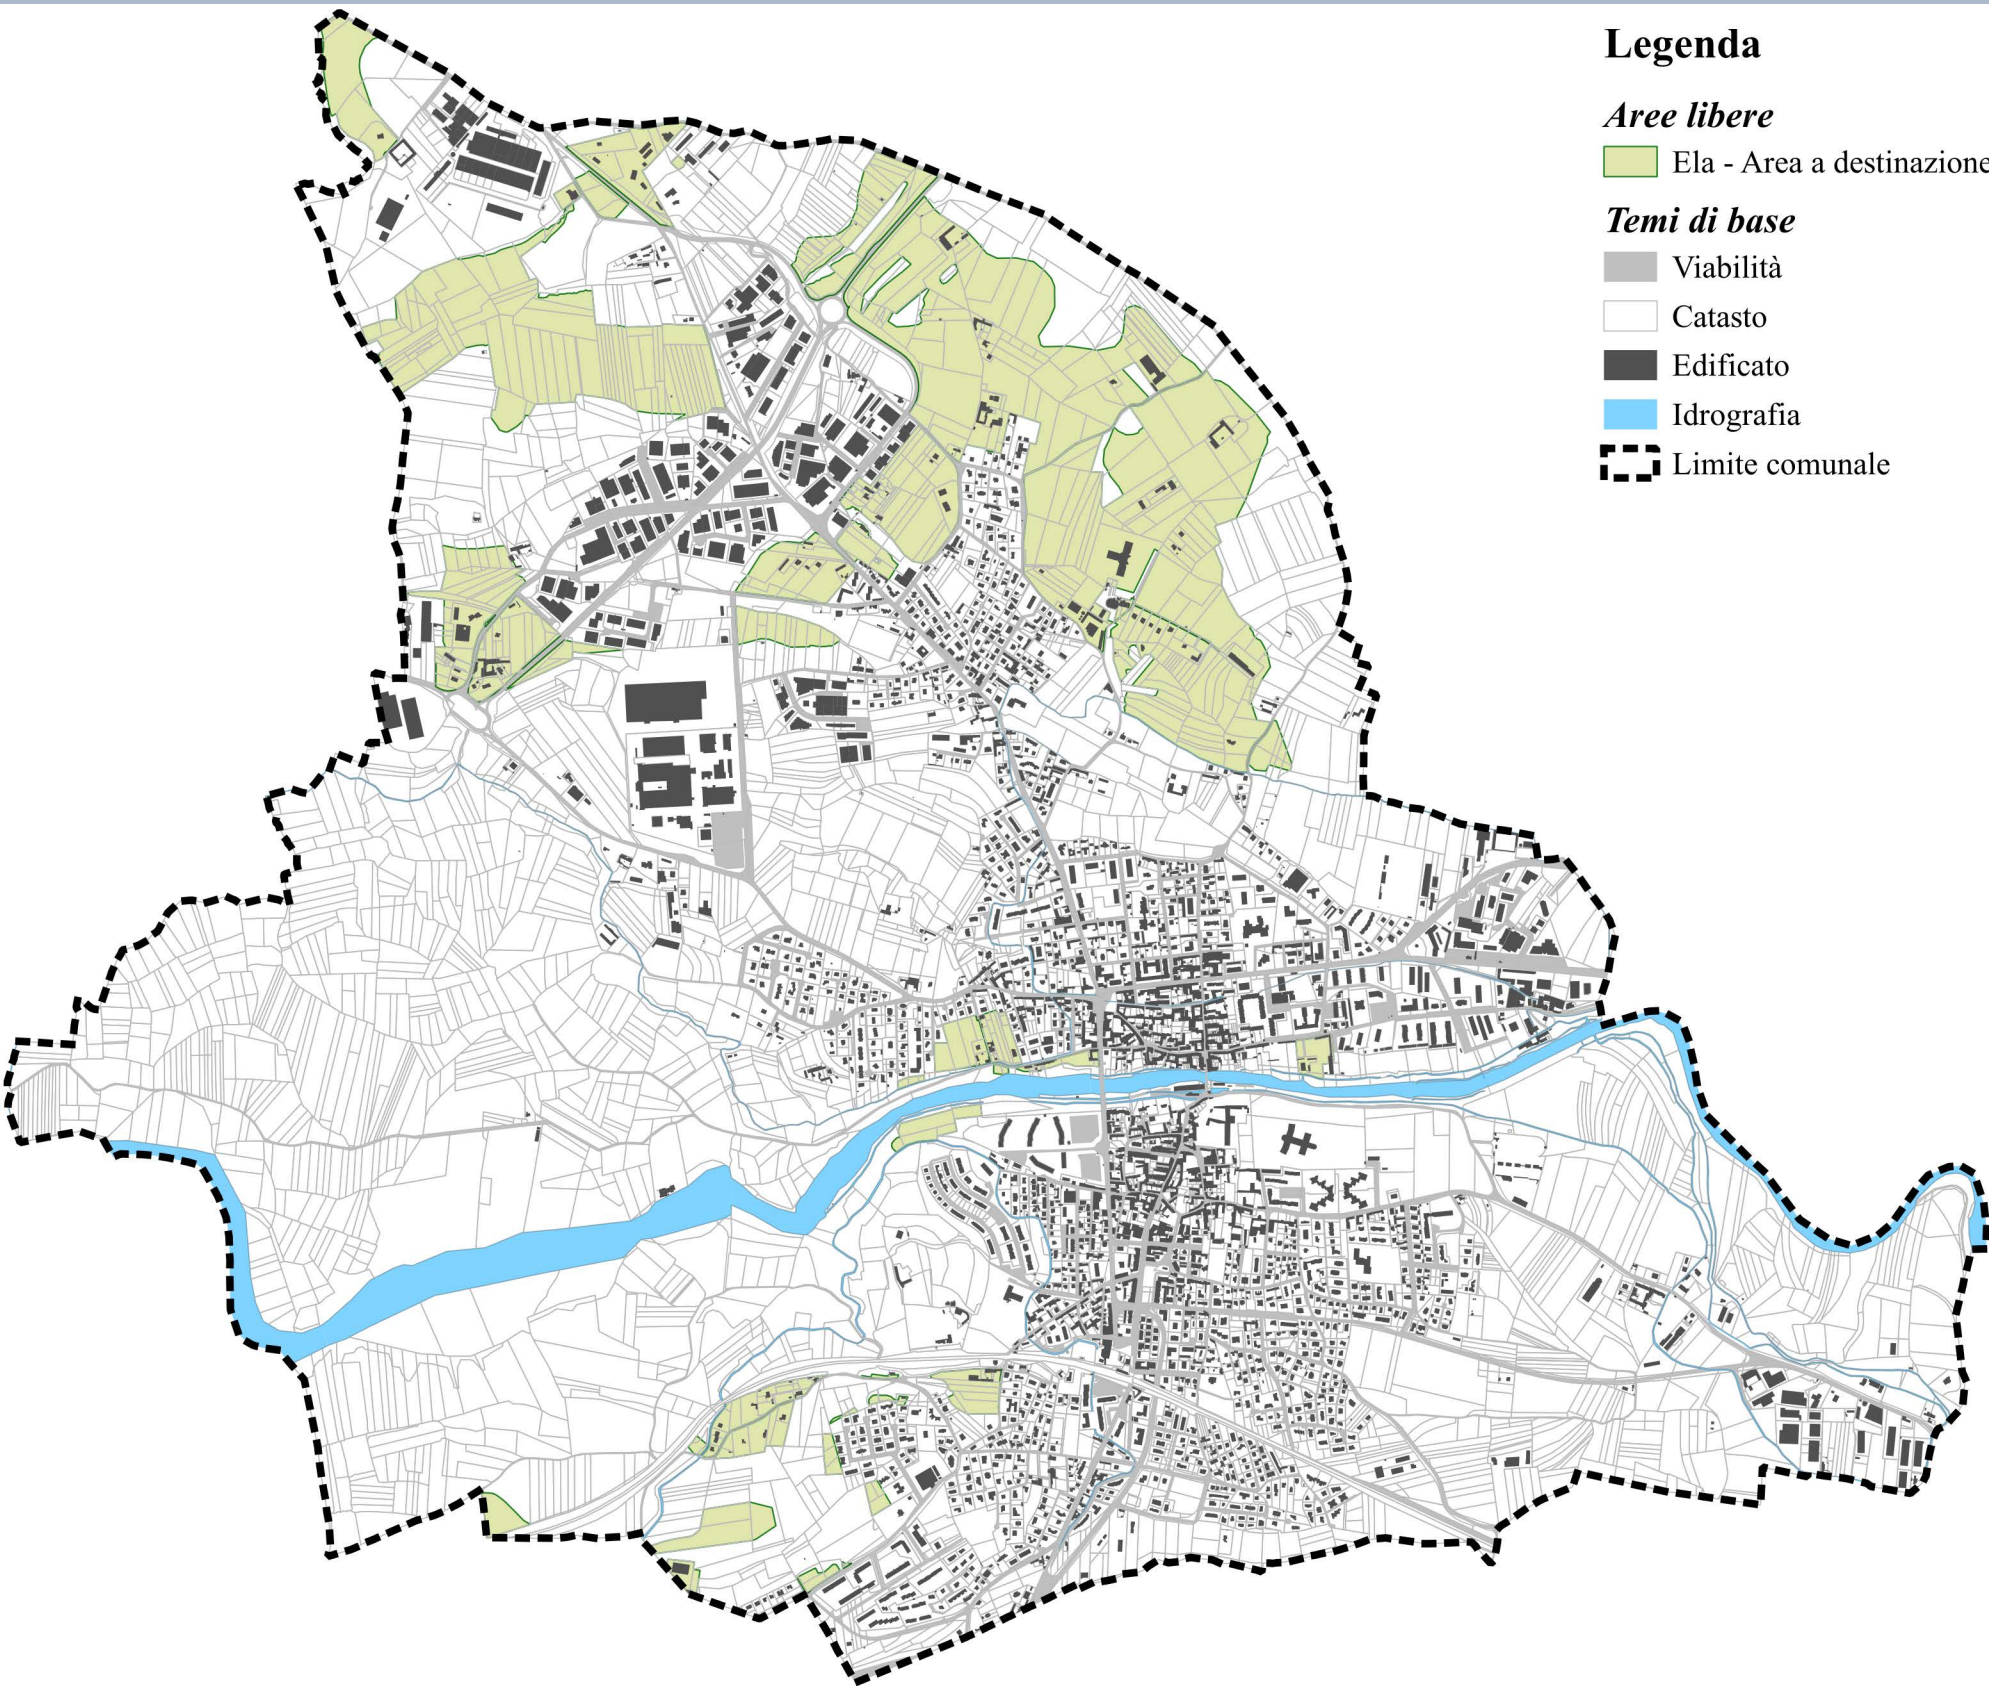 Legenda
Aree libere
Ela - Area a destinazione
Temi di base
Viabilità
Catasto
Edificato
Idrografia
Limite comunale